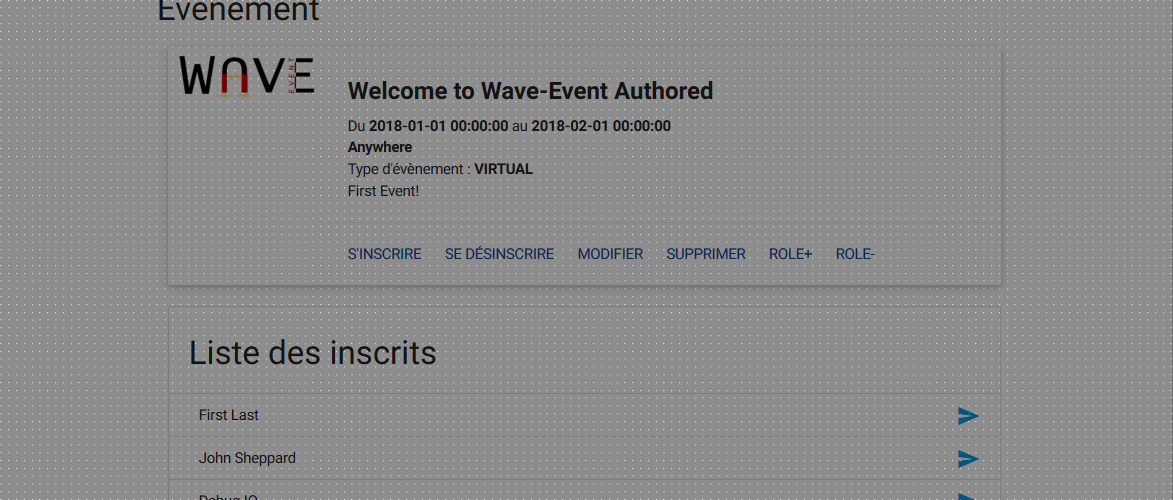 Evènement
WAVE
EVENT
Welcome to Wave-Event Authored
Du 2018-01-01 00:00:00 au 2018-02-01 00:00:00
Anywhere
Type d'évènement : VIRTUAL
First Event!
S'INSCRIRE SE DÉSINSCRIRE MODIFIER SUPPRIMER ROLE+ ROLE-
Liste des inscrits
First Last
John Sheppard